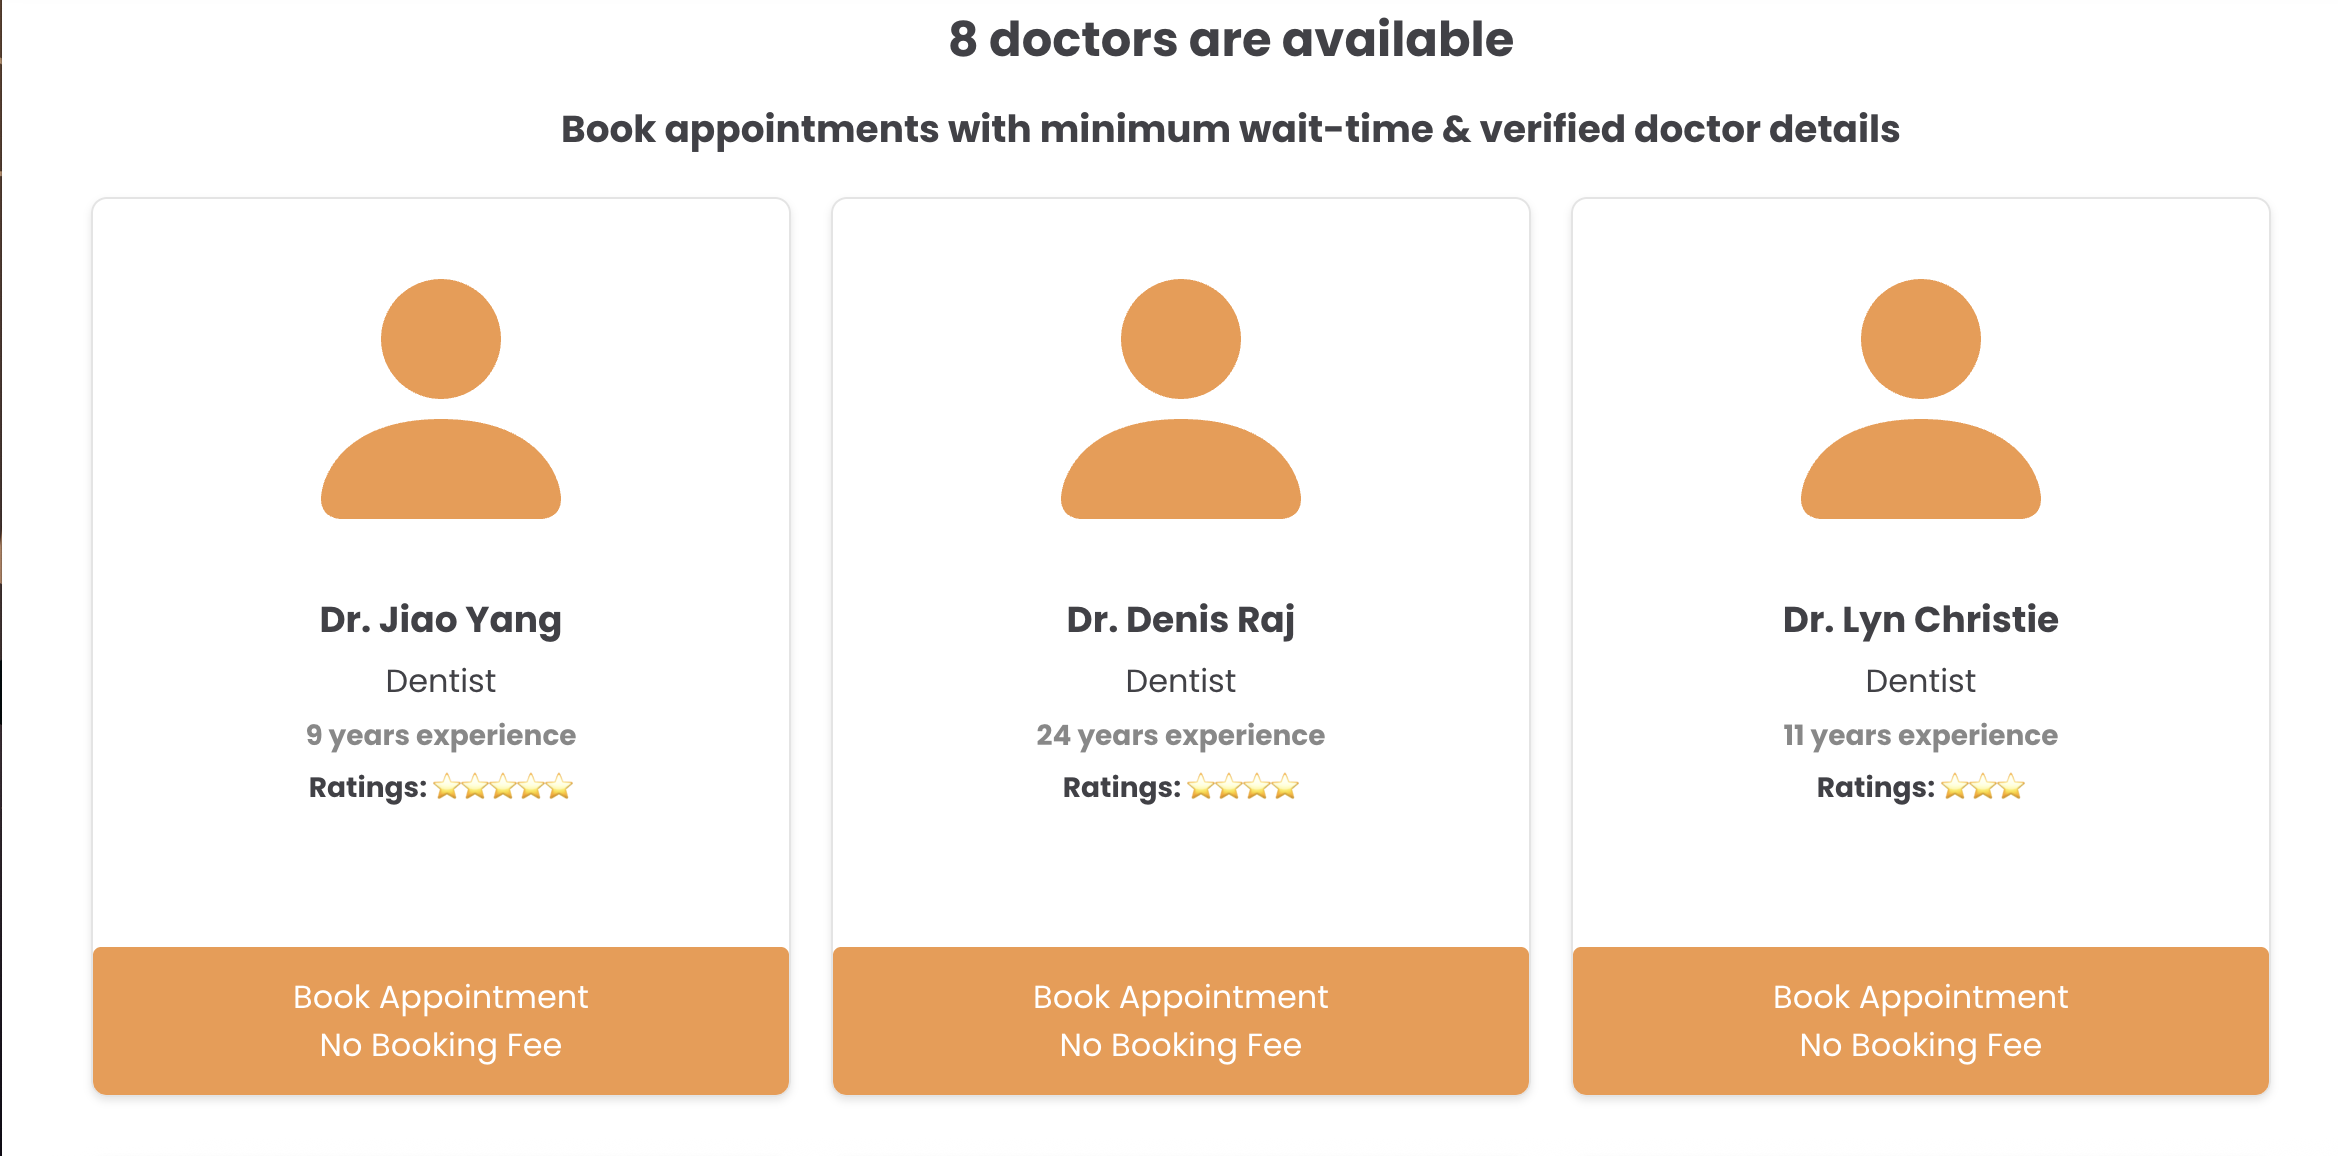 8 doctors are available
Book appointments with minimum wait-time & verified doctor details
Dr. Jiao Yang
Dentist
9 years experience
Ratings: ⭐⭐⭐⭐⭐
Book Appointment
No Booking Fee
Dr. Denis Raj
Dentist
24 years experience
Ratings: ⭐⭐⭐⭐
Book Appointment
No Booking Fee
Dr. Lyn Christie
Dentist
11 years experience
Ratings: ⭐⭐⭐
Book Appointment
No Booking Fee